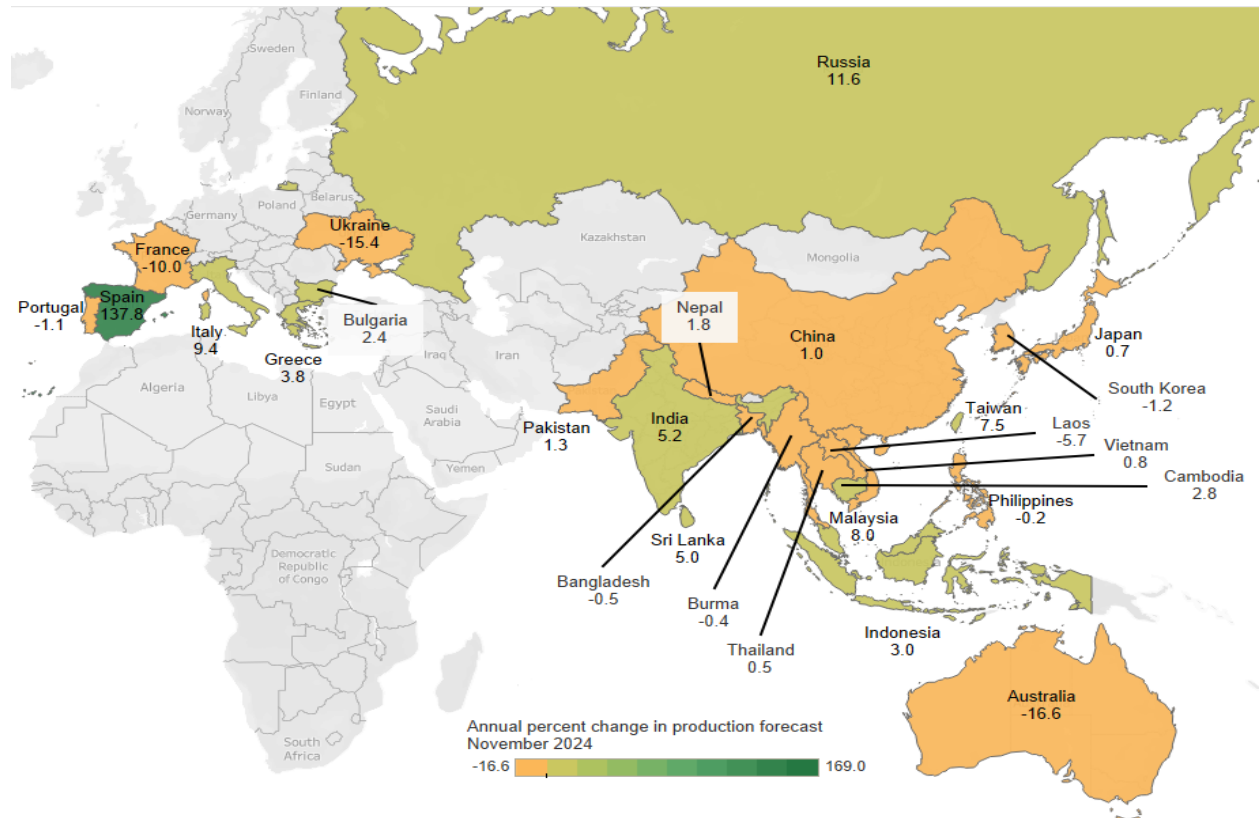 Sweden
Finland
Norway
Russia
11.6
Belarus
Poland
Germany
Ukraine
-15.4
France
-10.0
Kazakhstan
Mongolia
Portugal
-1.1
Spain
137.8
Italy
9.4
Bulgaria
2.4
Greece
3.8
Nepal
1.8
China
1.0
Japan
0.7
South Korea
-1.2
Iraq
Iran
Algeria
Libya
Egypt
Saudi
Arabia
Pakistan
1.3
India
5.2
Taiwan
7.5
Laos
-5.7
Vietnam
0.8
Cambodia
2.8
Sudan
Yemen
Philippines
-0.2
Malaysia
8.0
Sri Lanka
5.0
Bangladesh
-0.5
Burma
-0.4
Thailand
0.5
Democratic
Republic
of Congo
Indonesia
3.0
Australia
-16.6
South
Africa
Annual percent change in production forecast
November 2024
-16.6
169.0